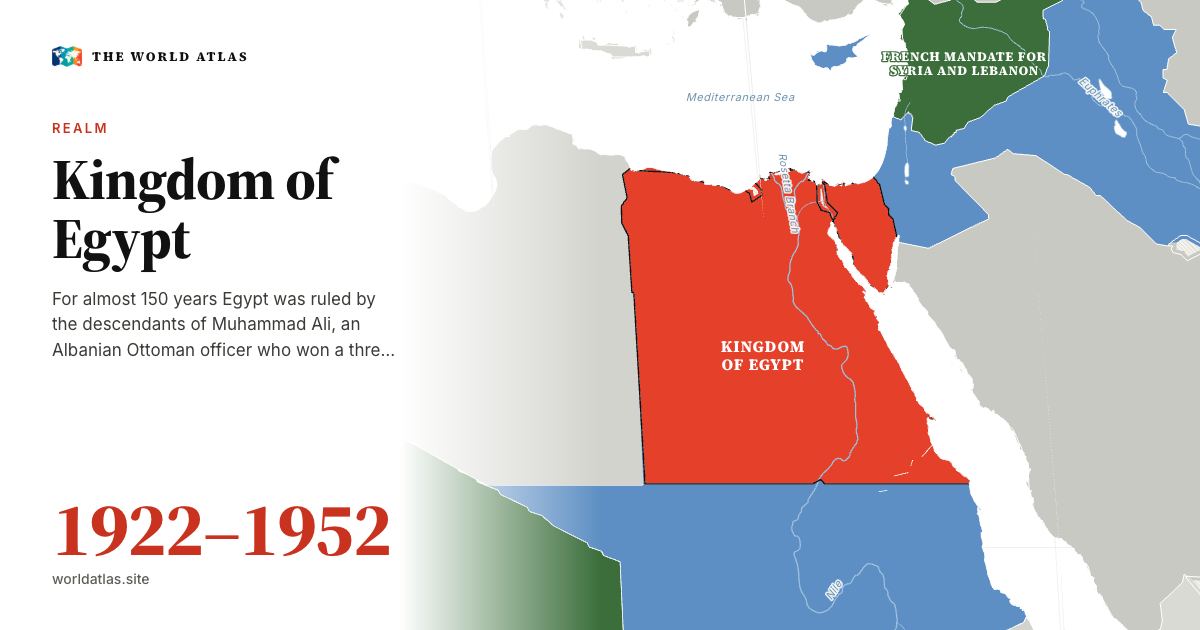 THE WORLD ATLAS
REALM
Kingdom of
Egypt
For almost 150 years Egypt was ruled by
the descendants of Muhammad Ali, an
Albanian Ottoman officer who won a thre...
1922–1952
worldatlas.site
FRENCH MANDATE FOR
SYRIA AND LEBANON
Mediterranean Sea
Euphrates
Rosetta Branch
KINGDOM
OF EGYPT
Nile